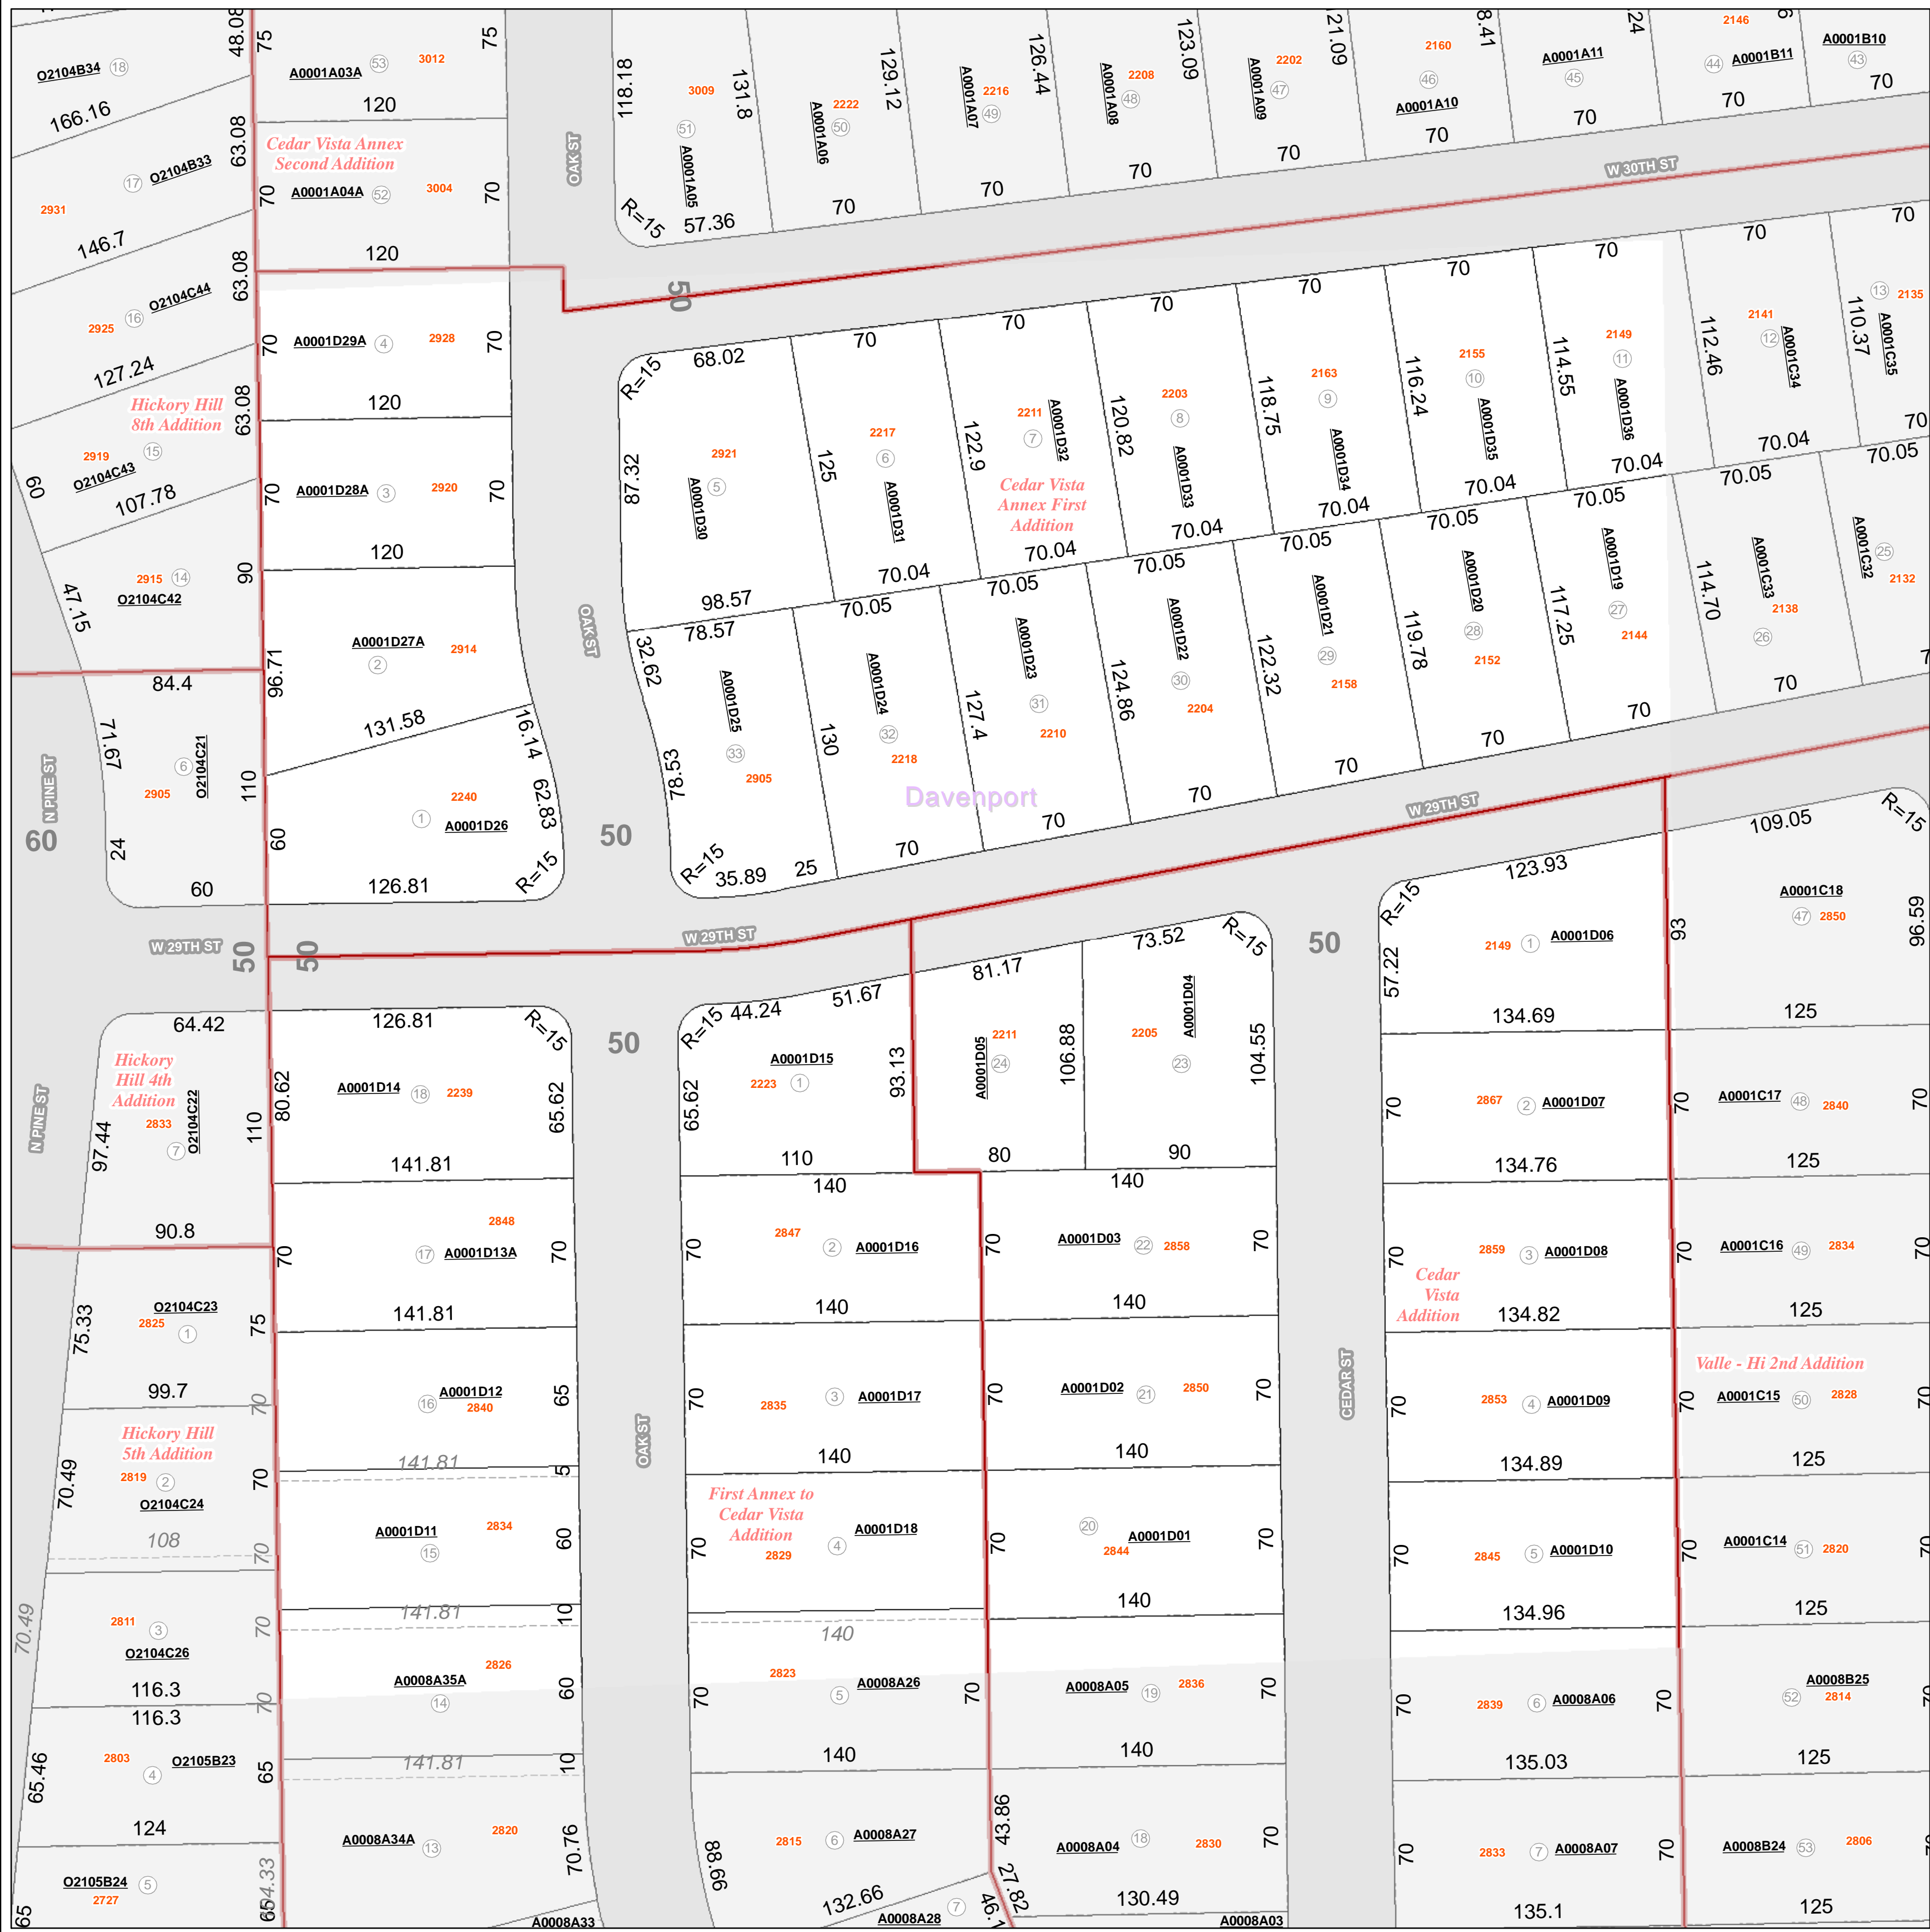 O2104B34 18
166.16
48.08
75
A0001A03A 53 3012
75
120
118.18
3009
51
A0001A05
131.8
2222
50
A0001A06
129.12
A0001A07 2216
49
126.44
A0001A08 2208
48
123.09
A0001A09 2202
47
21.09
2160
46
A0001A10
8.41
A0001A11
45
24
2146
44 A0001B11
6
A0001B10
43
70
70
70
70
70
70
70
70
OAK ST
R=15
57.36
W 30TH ST
63.08
17 O2104B33
2931
146.7
Cedar Vista Annex
Second Addition
70
A0001A04A 52 3004
70
120
63.08
O2104C44
16
2925
127.24
50
70
A0001D29A 4 2928
70
120
63.08
Hickory Hill
8th Addition
2919 15
O2104C43
60
107.78
70
A0001D28A 3 2920
70
120
R=15
68.02
87.32
2921
5
A0001D30
98.57
70
2217
6
A0001D31
125
70.04
70
2211
7
A0001D32
122.9
Cedar Vista
Annex First
Addition
70.04
70
2203
8
A0001D33
120.82
70.04
70
2163
9
A0001D34
118.75
70.04
70
2155
10
A0001D35
116.24
70.04
70
2149
11
A0001D36
114.55
70.04
70
2141
12
A0001C34
112.46
70.04
70
13 2135
A0001C35
110.37
70
2915 14
O2104C42
47.15
90
84.4
96.71
A0001D27A
2
2914
131.58
16.14
OAK ST
32.62
78.57
A0001D25
33
2905
78.53
70.05
A0001D24
32
2218
130
70.05
A0001D23
31
2210
127.4
70.05
A0001D22
30
2204
124.86
70.05
A0001D21
29
2158
122.32
70.05
A0001D20
28
2152
119.78
70.05
A0001D19
27
2144
117.25
70.05
A0001C33
2138
26
114.70
70.05
A0001C32
25
2132
7
70
70
70
70
70
70
70
Davenport
71.67
6
O2104C21
2905
110
N PINE ST
60
24
60
60
2240
1
A0001D26
62.83
126.81
R=15
50
R=15
35.89 25
W 29TH ST
W 29TH ST
W 29TH ST
50
50
109.05
R=15
A0001C18
47 2850
96.59
125
123.93
R=15
2149 1 A0001D06
57.22
93
134.69
50
64.42
Hickory
Hill 4th
Addition
2833
O2104C22
7
110
97.44
90.8
N PINE ST
126.81
R=15
80.62
A0001D14 18 2239
65.62
141.81
50
R=15 44.24 51.67
A0001D15
2223 1
65.62
93.13
110
81.17
2211
A0001D05 24
106.88
80
73.52
R=15
2205
A0001D04
23
104.55
90
70
2867 2 A0001D07
70
134.76
A0001C17 48 2840
70
125
70
2848
17 A0001D13A
70
141.81
140
2847
70
2 A0001D16
140
140
70
A0001D03 22 2858
70
140
70
2859 3 A0001D08
70
Cedar
Vista
Addition
134.82
A0001C16 49 2834
70
125
O2104C23
2825
1
75.33
75
99.7
A0001D12
16 2840
65
141.81
5
70
3 A0001D17
2835
140
70
A0001D02 21 2850
70
140
CEDAR ST
70
2853 4 A0001D09
70
134.89
Valle - Hi 2nd Addition
A0001C15 50 2828
70
125
70
Hickory Hill
5th Addition
2819 2
O2104C24
70.49
70
108
70
OAK ST
A0001D11 2834
15
60
141.81
10
First Annex to
Cedar Vista
Addition
2829
4 A0001D18
70
140
20
A0001D01
2844
70
70
140
70
2845 5 A0001D10
70
134.96
A0001C14 51 2820
70
125
2811
3
O2104C26
70.49
70
116.3
2826
A0008A35A
14
60
141.81
10
70
2823
5 A0008A26
70
140
A0008A05 19 2836
70
140
70
2839 6 A0008A06
70
135.03
A0008B25
52 2814
70
125
70
116.3
2803 O2105B23
4
65.46
65
124
A0008A34A 13 2820
70.76
2815 6 A0008A27
88.66
132.66
43.86
27.82
46.1
A0008A04 18 2830
70
130.49
70
2833 7 A0008A07
70
135.1
A0008B24 53 2806
125
O2105B24 5
2727
65
65
A0008A33
A0008A28 7
A0008A03